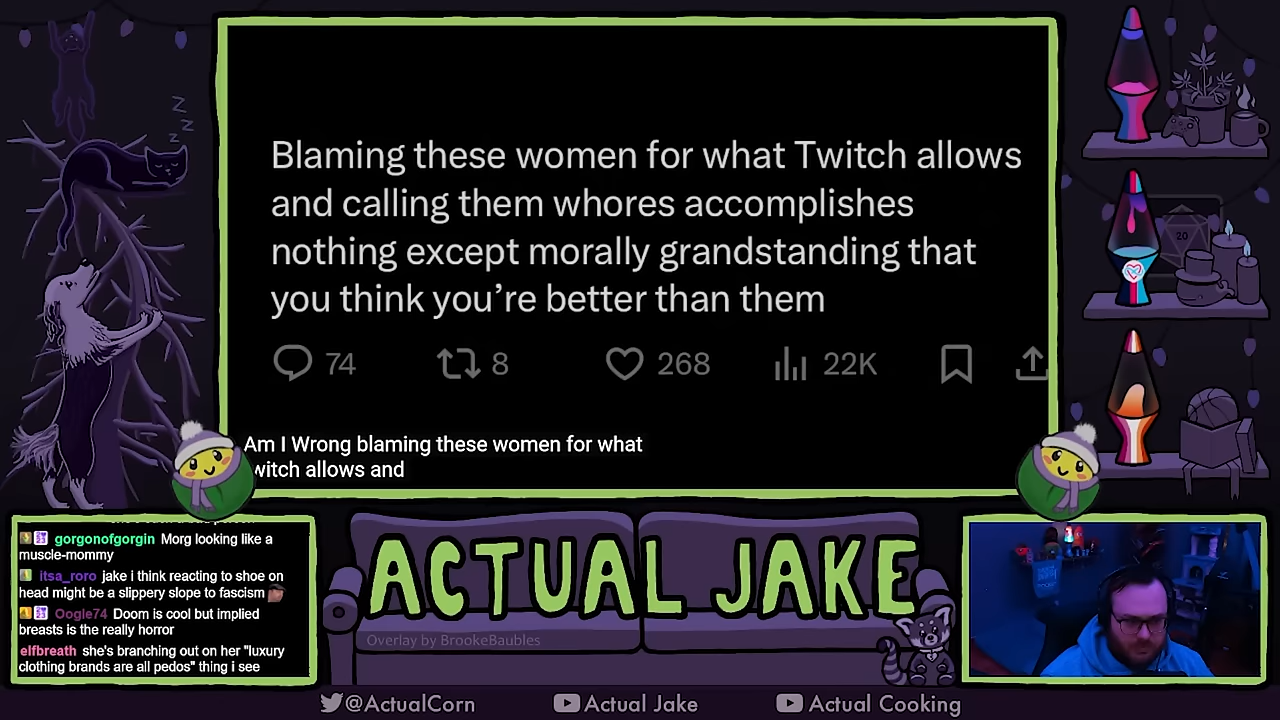 Blaming these women for what Twitch allows
and calling them whores accomplishes
nothing except morally grandstanding that
you think you’re better than them
74 8 268 22K
Am I Wrong blaming these women for what
witch allows and
20
gorgonofgorgin Morg looking like a
muscle-mommy
itsa_roro jake i think reacting to shoe on
head might be a slippery slope to fascism
Oogle74 Doom is cool but implied
breasts is the really horror
elfbreath she's branching out on her "luxury
clothing brands are all pedos" thing i see
ACTUAL JAKE
Overlay by BrookeBaubles
@ActualCorn Actual Jake Actual Cooking